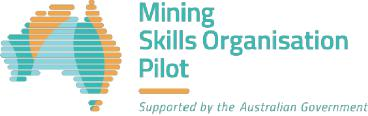 Mining
Skills Organisation
Pilot
Supported by the Australian Government